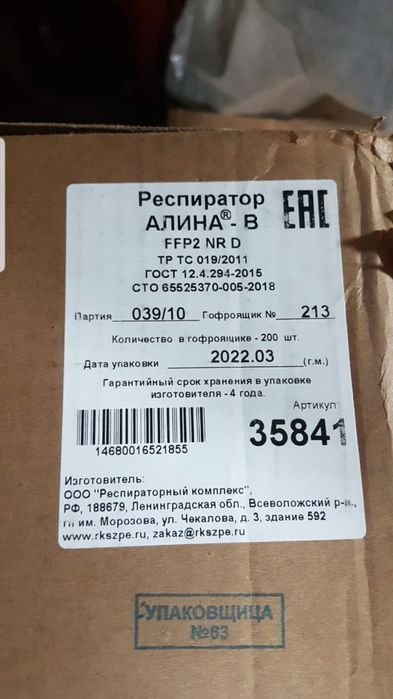 Респиратор
АЛИНА®- В
EAC
FFP2 NR D
ТР ТС 019/2011
ГОСТ 12.4.294-2015
СТО 65525370-005-2018
Партия 039/10 Гофроящик № 213
Количество в гофроящике - 200 шт.
Дата упаковки 2022.03 (г.м.)
Гарантийный срок хранения в упаковке
изготовителя - 4 года.
Артикул:
35841
14680016521855
Изготовитель:
ООО "Респираторный комплекс",
РФ, 188679, Ленинградская обл., Всеволожский р-н.,
гп им. Морозова, ул. Чекалова, д. 3, здание 592
www.rkszpe.ru, zakaz@rkszpe.ru
УПАКОВЩИЦА
№63